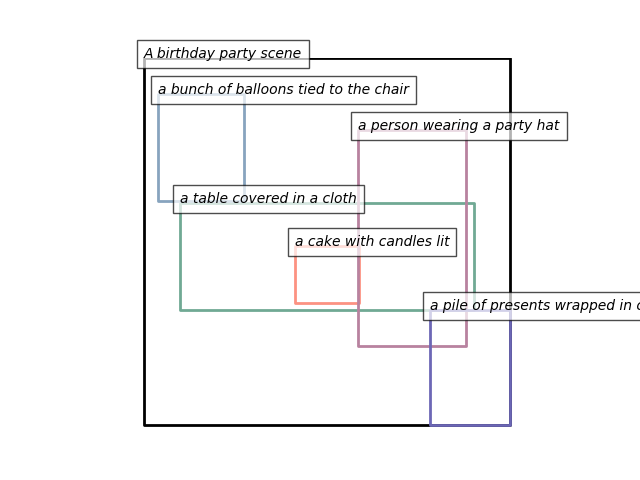 A birthday party scene
a bunch of balloons tied to the chair
a person wearing a party hat
a table covered in a cloth
a cake with candles lit
a pile of presents wrapped in